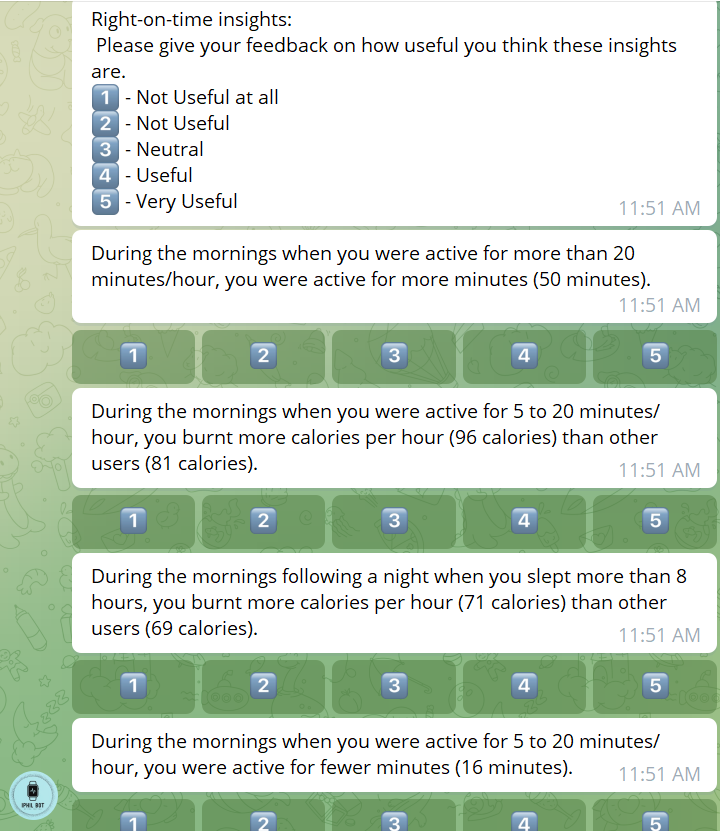 Right-on-time insights:
Please give your feedback on how useful you think these insights
are.
1 - Not Useful at all
2 - Not Useful
3 - Neutral
4 - Useful
5 - Very Useful
11:51 AM
During the mornings when you were active for more than 20
minutes/hour, you were active for more minutes (50 minutes).
11:51 AM
1 2 3 4 5
During the mornings when you were active for 5 to 20 minutes/
hour, you burnt more calories per hour (96 calories) than other
users (81 calories).
11:51 AM
1 2 3 4 5
During the mornings following a night when you slept more than 8
hours, you burnt more calories per hour (71 calories) than other
users (69 calories).
11:51 AM
1 2 3 4 5
During the mornings when you were active for 5 to 20 minutes/
hour, you were active for fewer minutes (16 minutes).
11:51 AM
IPHIL BOT
1 2 3 4 5